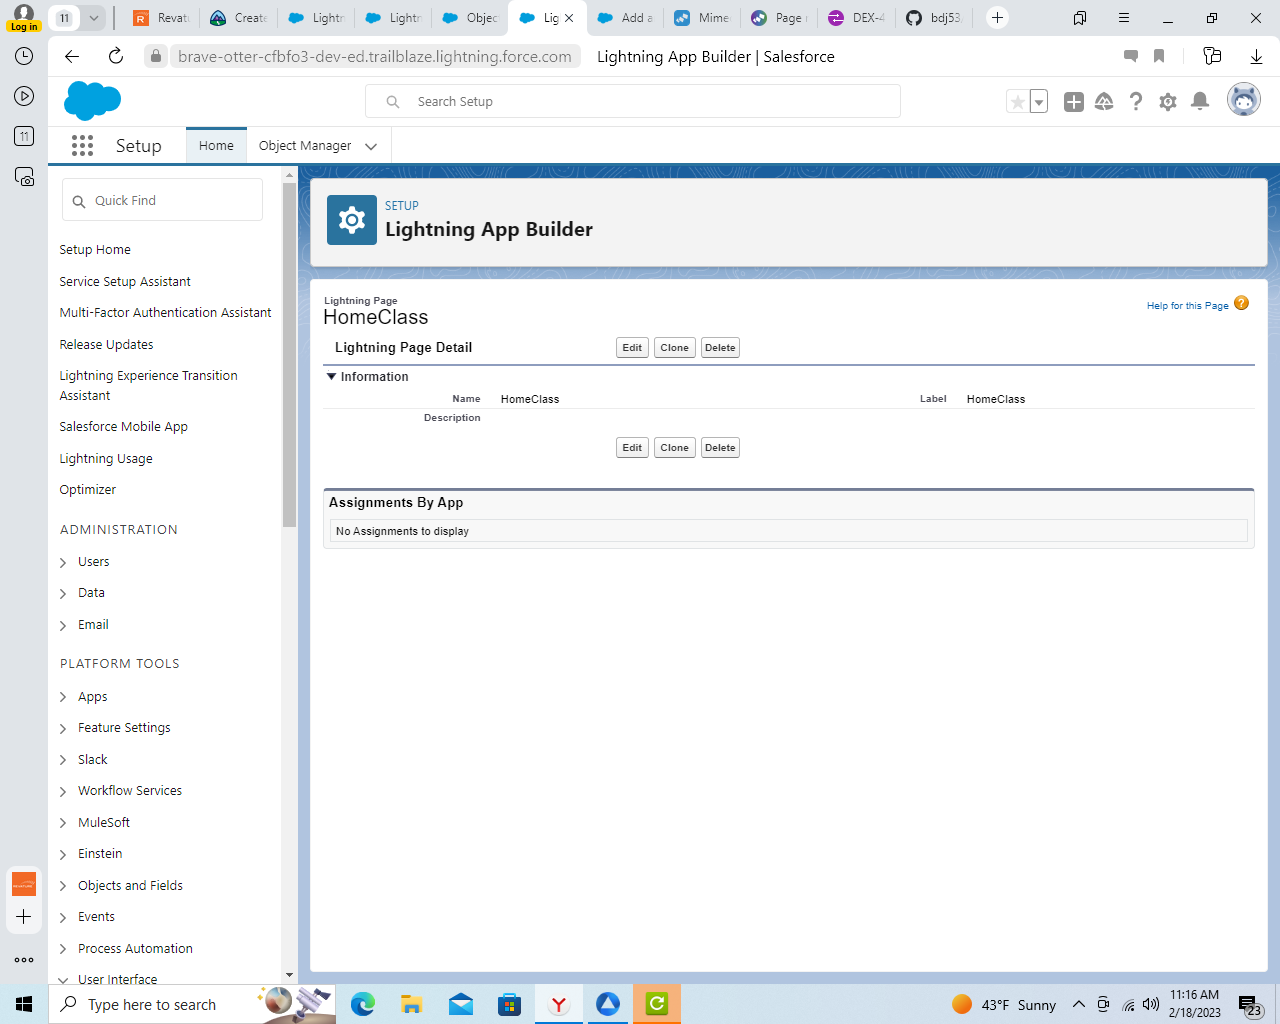 Log in
11
Revatu
Create
Lightn
Lightn
Objec
Lig
Add a
Mime
Page
DEX-4
bdj53
brave-otter-cfbfo3-dev-ed.trailblaze.lightning.force.com
Lightning App Builder | Salesforce
11
Search Setup
Setup
Home
Object Manager
Quick Find
Setup Home
Service Setup Assistant
Multi-Factor Authentication Assistant
Release Updates
Lightning Experience Transition
Assistant
Salesforce Mobile App
Lightning Usage
Optimizer
ADMINISTRATION
Users
Data
Email
PLATFORM TOOLS
Apps
Feature Settings
Slack
Workflow Services
MuleSoft
Einstein
Objects and Fields
Events
Process Automation
User Interface
SETUP
Lightning App Builder
Lightning Page
HomeClass
Help for this Page
Lightning Page Detail
Edit Clone Delete
Information
Name HomeClass Label HomeClass
Description
Edit Clone Delete
Assignments By App
No Assignments to display
Type here to search
43°F Sunny
11:16 AM
2/18/2023
23